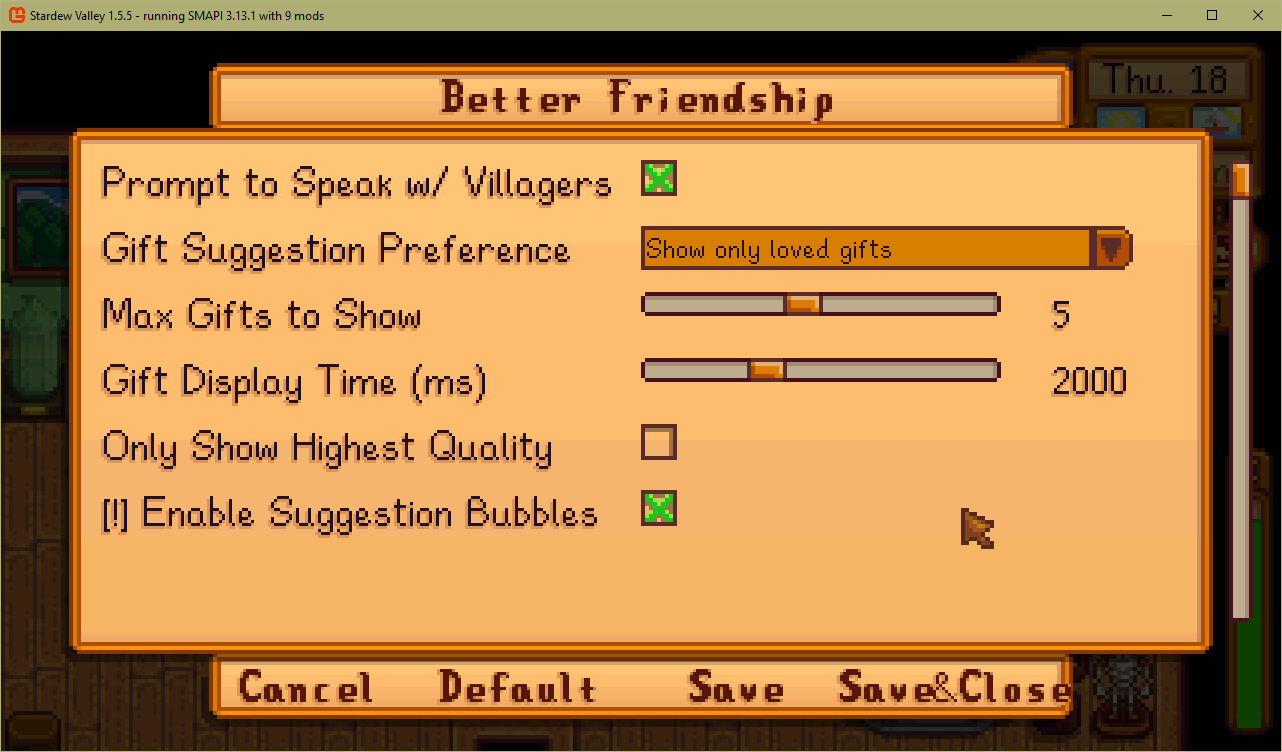 Stardew Valley 1.5.5 - running SMAPI 3.13.1 with 9 mods
Thu. 18
Better Friendship
Prompt to Speak w/ Villagers
Gift Suggestion Preference Show only loved gifts
Max Gifts to Show 5
Gift Display Time (ms) 2000
Only Show Highest Quality
[!] Enable Suggestion Bubbles
Cancel Default Save Save&Close